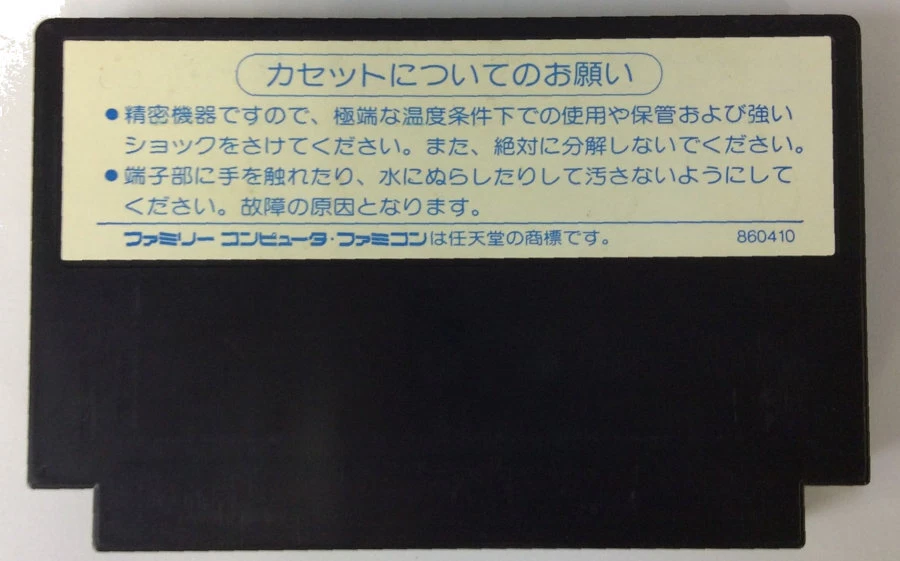 カセットについてのお願い
●精密機器ですので、極端な温度条件下での使用や保管および強い
ショックをさけてください。また、絶対に分解しないでください。
●端子部に手を触れたり、水にぬらしたりして汚さないようにして
ください。故障の原因となります。
ファミリー コンピュータ・ファミコンは任天堂の商標です。 860410